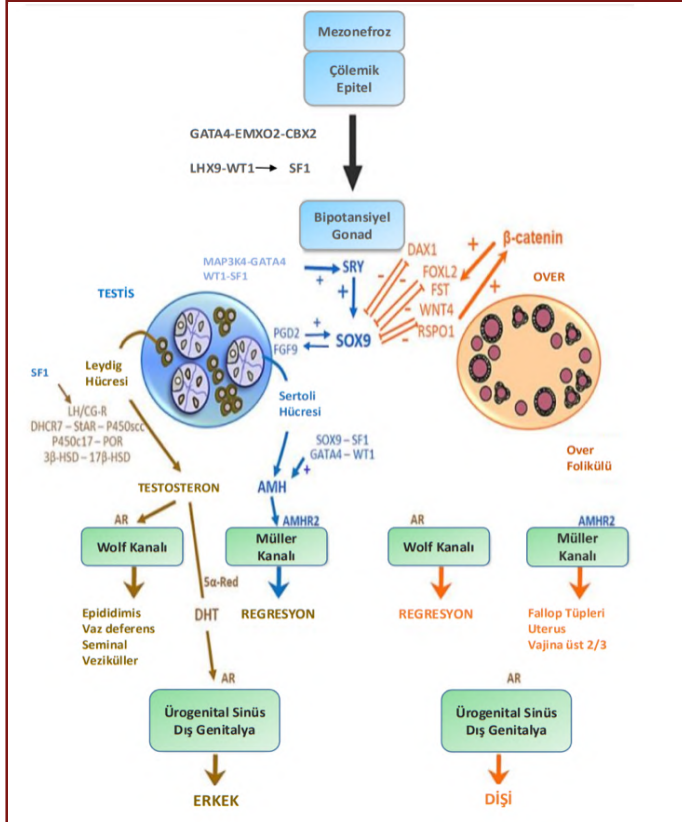 Mezonefroz
Çölemik
Epitel
GATA4-EMXO2-CBX2
LHX9-WT1 SF1
Bipotansiyel
Gonad
MAP3K4-GATA4
WT1-SF1
+
SRY
+
DAX1
-
-
FOXL2
FST
-
WNT4
RSPO1
-
+
β-catenin
+
OVER
TESTİS
PGD2
FGF9
+
SOX9
Leydig
Hücresi
Sertoli
Hücresi
SF1
LH/CG-R
DHCR7 – StAR – P450scc
P450c17 – POR
3β-HSD – 17β-HSD
SOX9 – SF1
GATA4 – WT1
+
Over
Folikülü
TESTOSTERON
AMH
AR
AMHR2
AR
AMHR2
Wolf Kanalı
Müller
Kanalı
Wolf Kanalı
Müller
Kanalı
5α-Red
Epididimis
Vaz deferens
Seminal
Veziküller
DHT
REGRESYON
REGRESYON
Fallop Tüpleri
Uterus
Vajina üst 2/3
AR
AR
Ürogenital Sinüs
Dış Genitalya
Ürogenital Sinüs
Dış Genitalya
ERKEK
DİŞİ